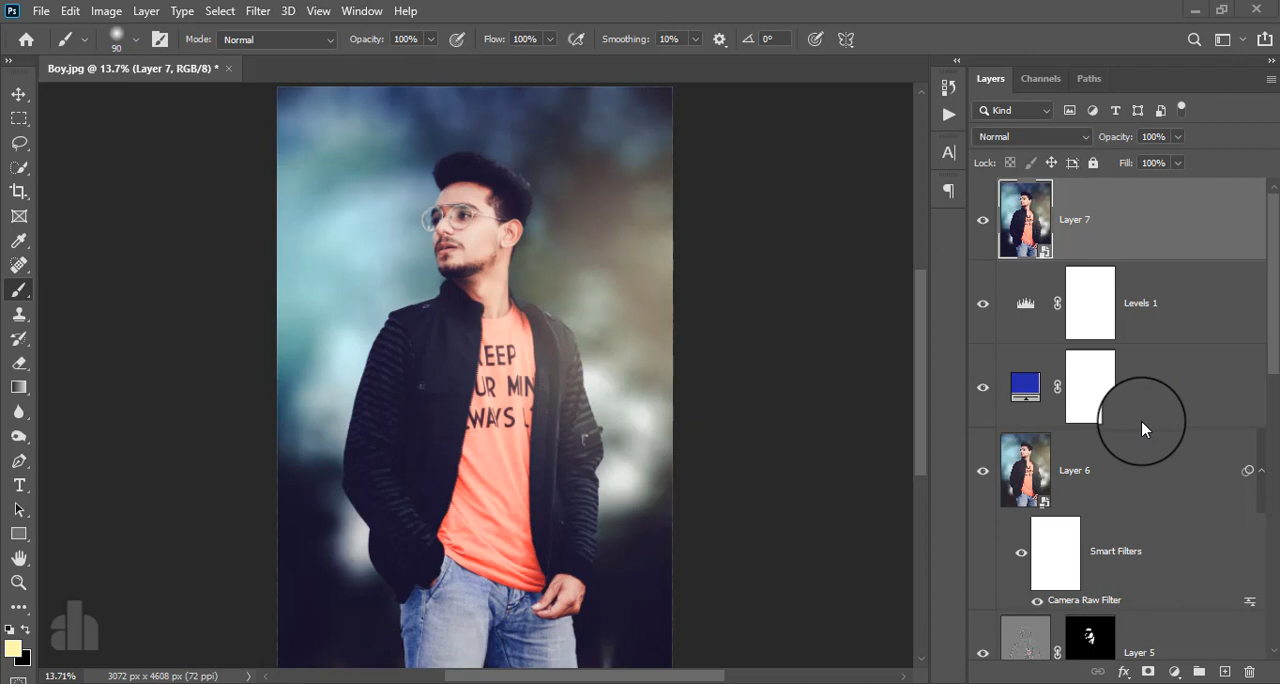 Ps File Edit Image Layer Type Select Filter 3D View Window Help
90 Mode: Normal Opacity: 100% Flow: 100% Smoothing: 10% 0°
Boy.jpg @ 13.7% (Layer 7, RGB/8) * ×
Layers Channels Paths
Kind
Normal Opacity: 100%
Lock: Fill: 100%
Layer 7
Levels 1
Layer 6
Smart Filters
Camera Raw Filter
Layer 5
KEEP
UR MIN
WAYS
ah
13.71% 3072 px x 4608 px (72 ppi)